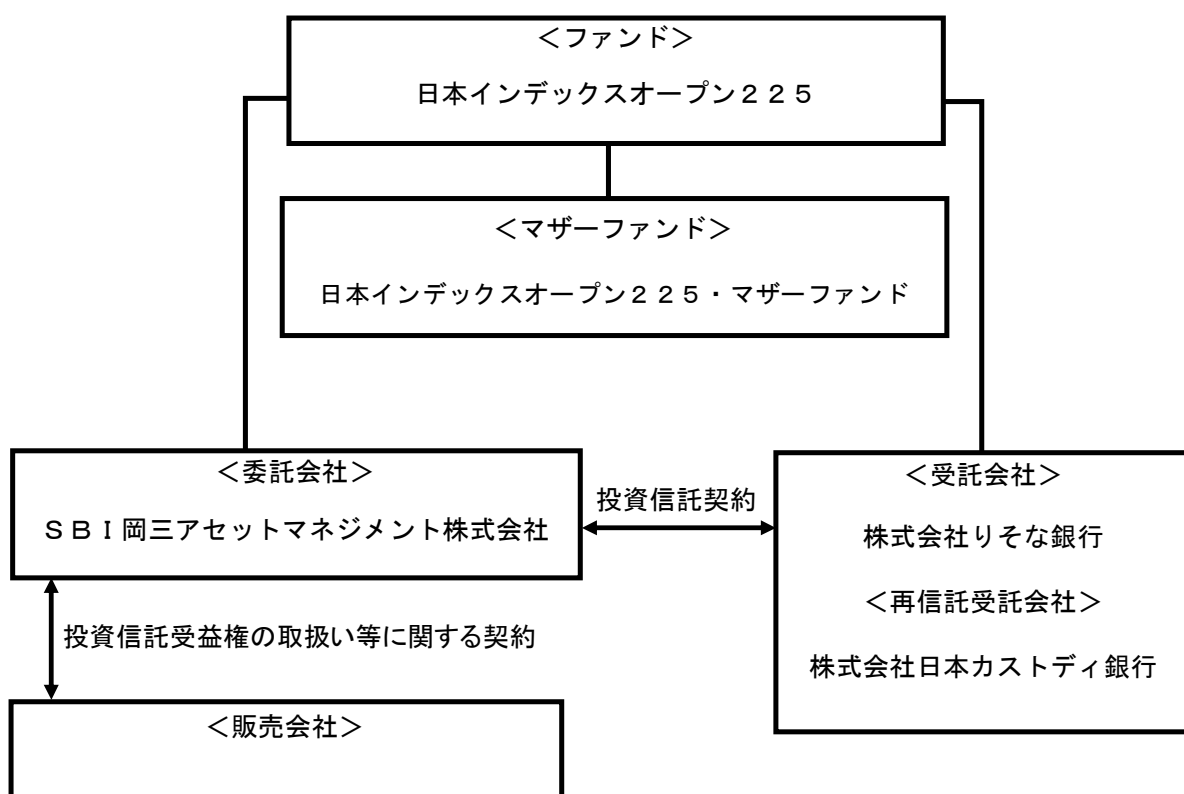 ＜ファンド＞
日本インデックスオープン２２５
＜マザーファンド＞
日本インデックスオープン２２５・マザーファンド
＜委託会社＞
ＳＢＩ岡三アセットマネジメント株式会社
投資信託契約
＜受託会社＞
株式会社りそな銀行
＜再信託受託会社＞
株式会社日本カストディ銀行
投資信託受益権の取扱い等に関する契約
＜販売会社＞